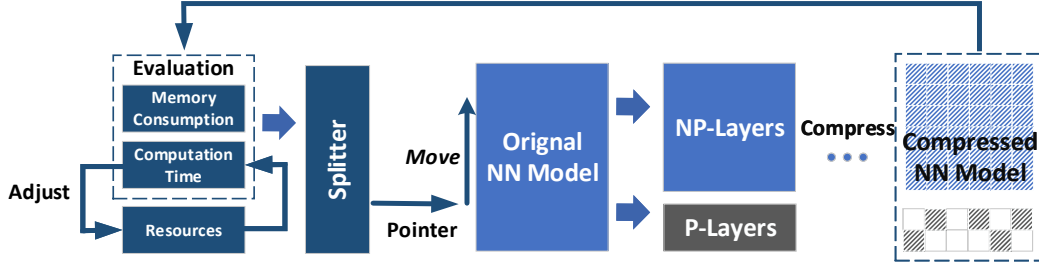 Evaluation
Memory
Consumption
Computation
Time
Adjust
Resources
Splitter
Move
Pointer
Orignal
NN Model
NP-Layers
P-Layers
Compress
Compressed
NN Model